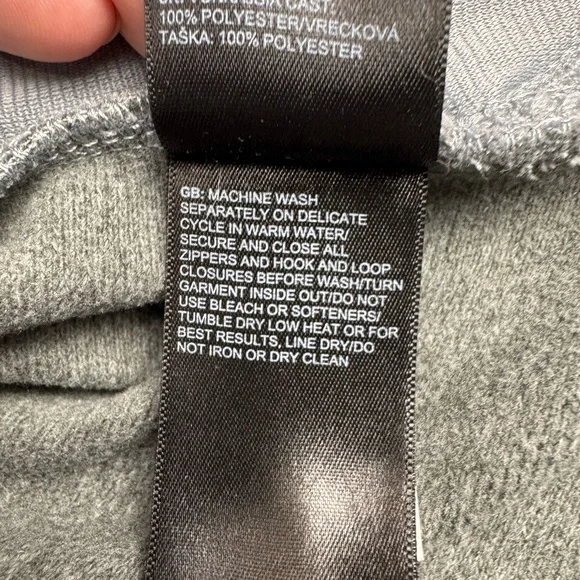 100% POLYESTER/VRECKOVÁ
TAŠKA: 100% POLYESTER
GB: MACHINE WASH
SEPARATELY ON DELICATE
CYCLE IN WARM WATER/
SECURE AND CLOSE ALL
ZIPPERS AND HOOK AND LOOP
CLOSURES BEFORE WASH/TURN
GARMENT INSIDE OUT/DO NOT
USE BLEACH OR SOFTENERS/
TUMBLE DRY LOW HEAT OR FOR
BEST RESULTS, LINE DRY/DO
NOT IRON OR DRY CLEAN